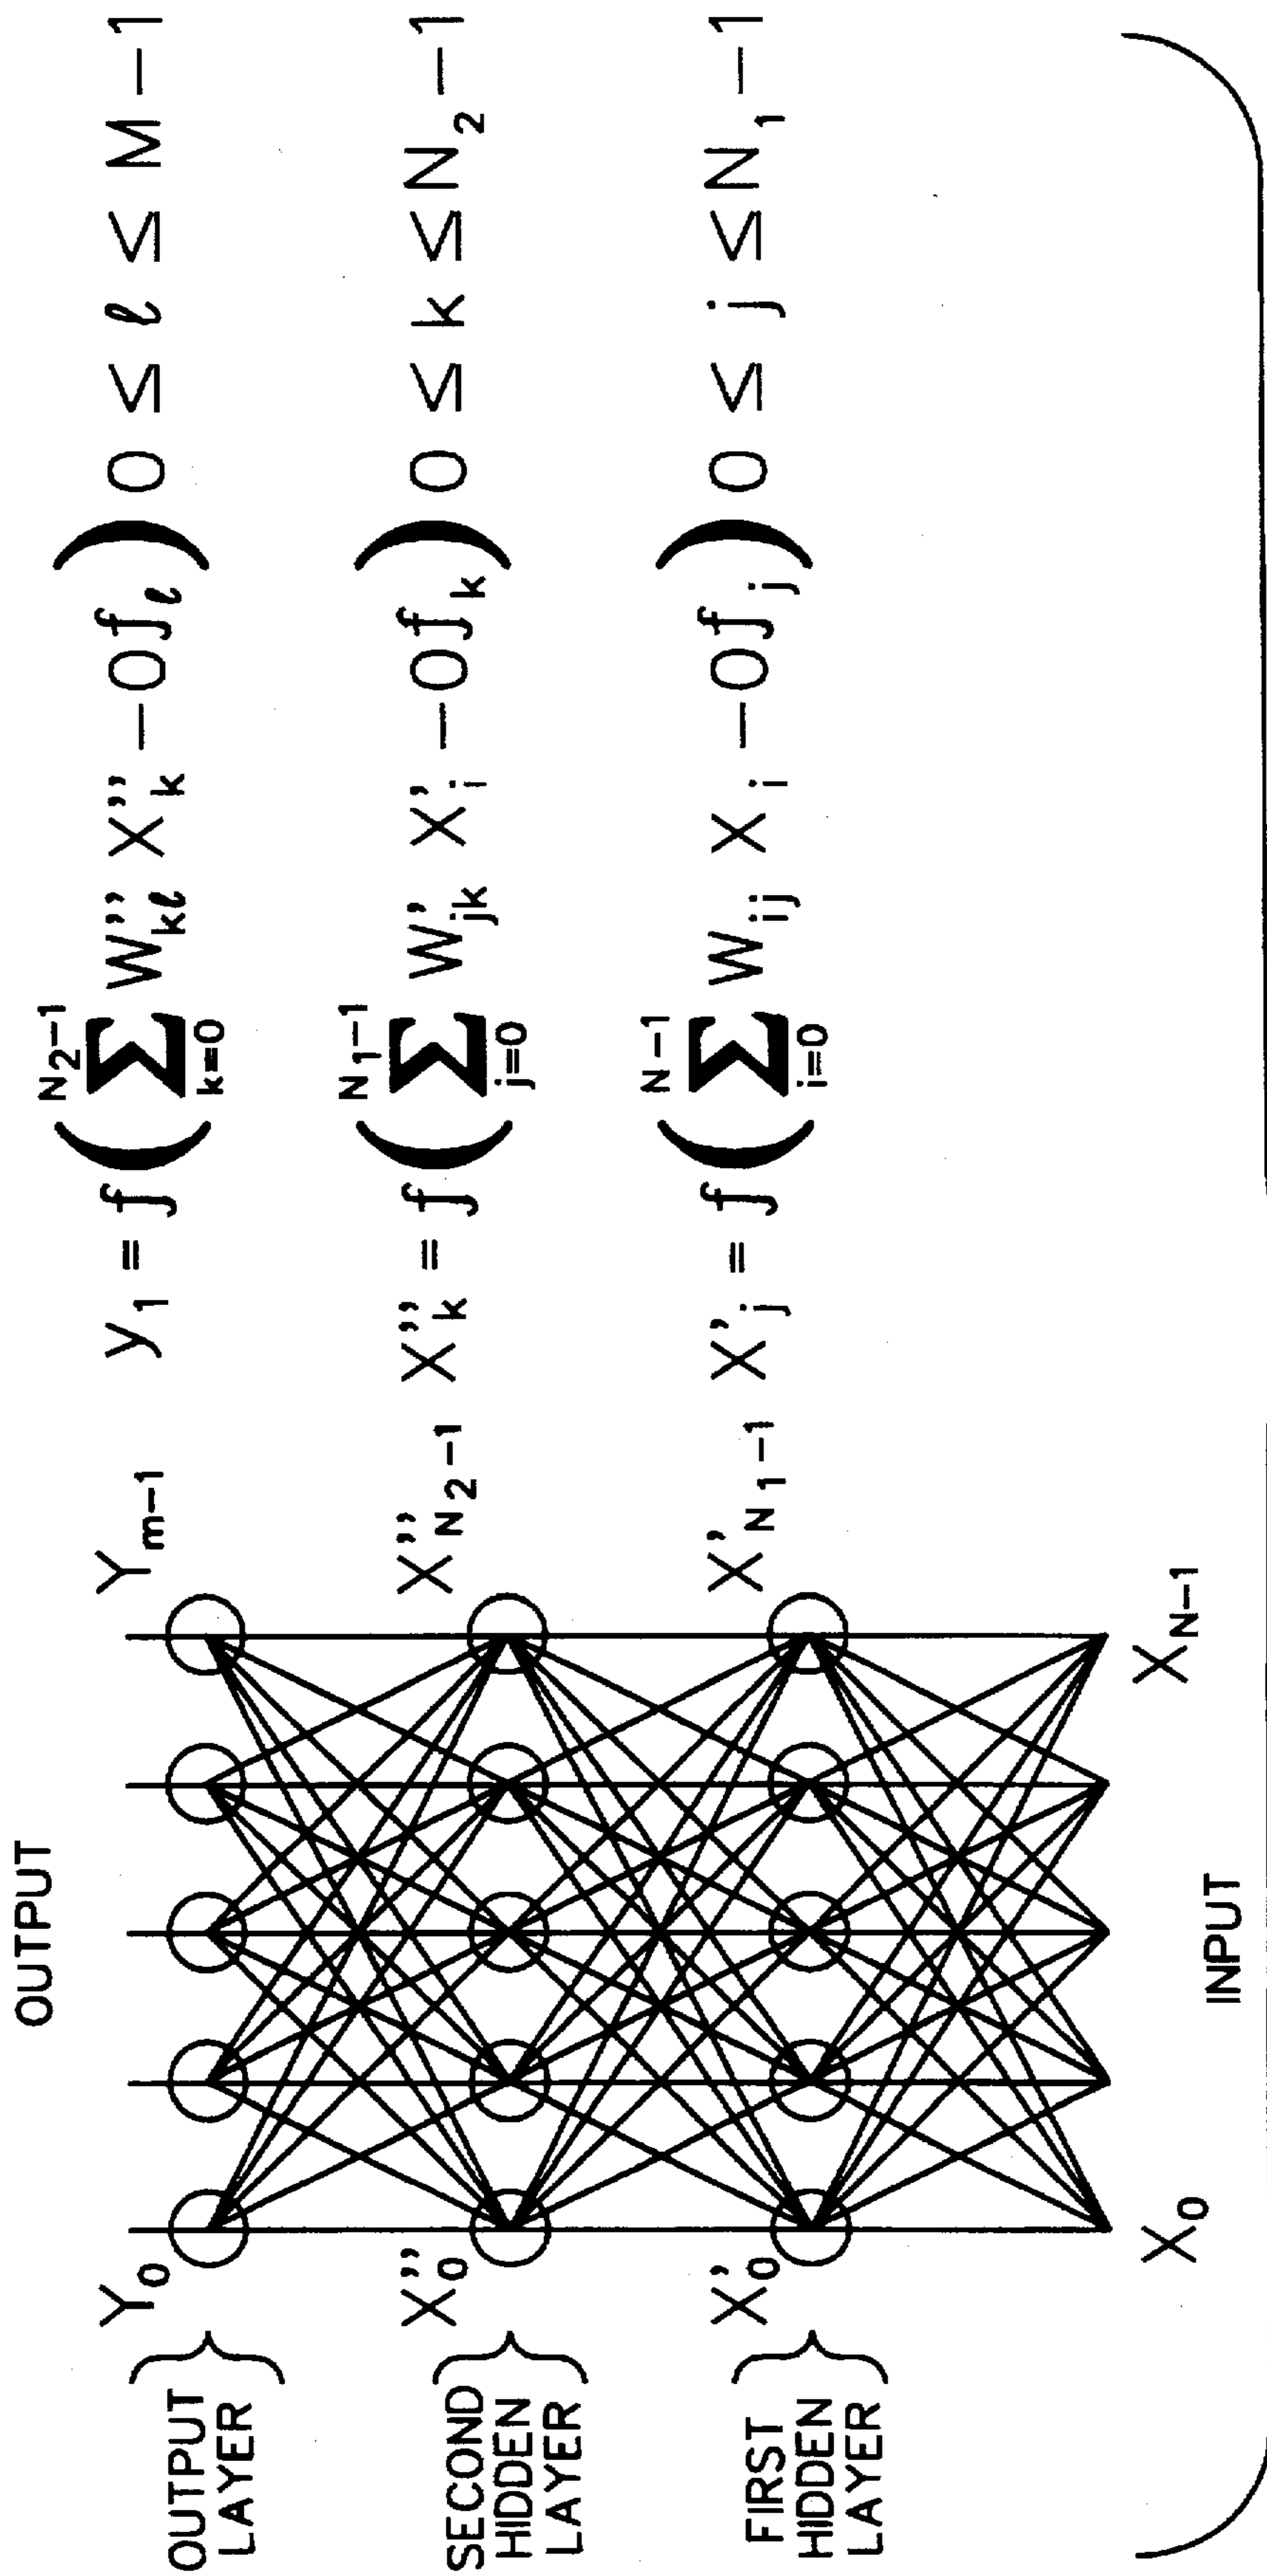 OUTPUT
OUTPUT LAYER
Y₀ Yₘ₋₁ y₁ = f ( Σ_{k=0}^{N₂−1} W''ₖℓ X''ₖ − Ofℓ ) 0 ≤ ℓ ≤ M−1
SECOND HIDDEN LAYER
X''₀ X''_{N₂−1} X''ₖ = f ( Σ_{j=0}^{N₁−1} W'ⱼₖ X'ᵢ − Ofₖ ) 0 ≤ k ≤ N₂−1
FIRST HIDDEN LAYER
X'₀ X'_{N₁−1} X'ⱼ = f ( Σ_{i=0}^{N−1} Wᵢⱼ Xᵢ − Ofⱼ ) 0 ≤ j ≤ N₁−1
X₀ X_{N−1}
INPUT